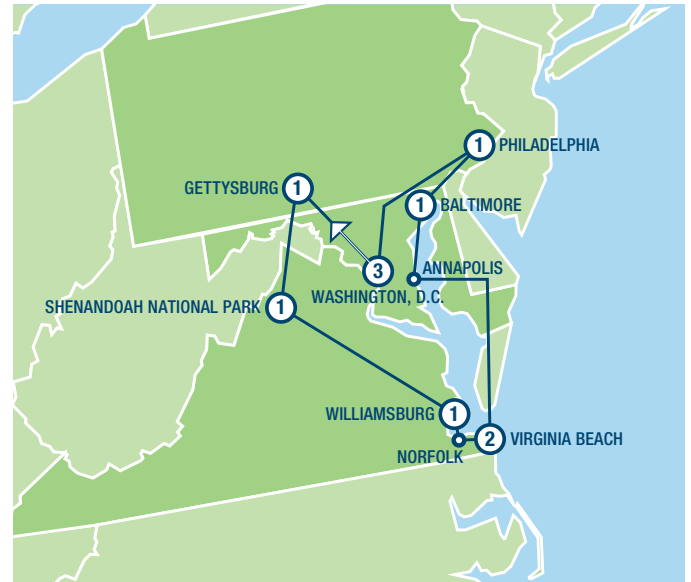 1 PHILADELPHIA
GETTYSBURG 1
1 BALTIMORE
3 ANNAPOLIS
WASHINGTON, D.C.
SHENANDOAH NATIONAL PARK 1
WILLIAMSBURG 1
2 VIRGINIA BEACH
NORFOLK